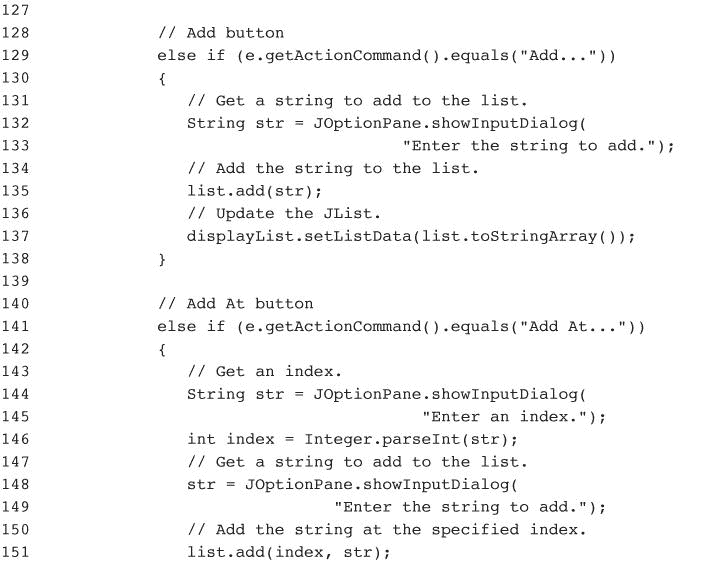 127
128 // Add button
129 else if (e.getActionCommand().equals("Add..."))
130 {
131 // Get a string to add to the list.
132 String str = JOptionPane.showInputDialog(
133 "Enter the string to add.");
134 // Add the string to the list.
135 list.add(str);
136 // Update the JList.
137 displayList.setListData(list.toStringArray());
138 }
139
140 // Add At button
141 else if (e.getActionCommand().equals("Add At..."))
142 {
143 // Get an index.
144 String str = JOptionPane.showInputDialog(
145 "Enter an index.");
146 int index = Integer.parseInt(str);
147 // Get a string to add to the list.
148 str = JOptionPane.showInputDialog(
149 "Enter the string to add.");
150 // Add the string at the specified index.
151 list.add(index, str);